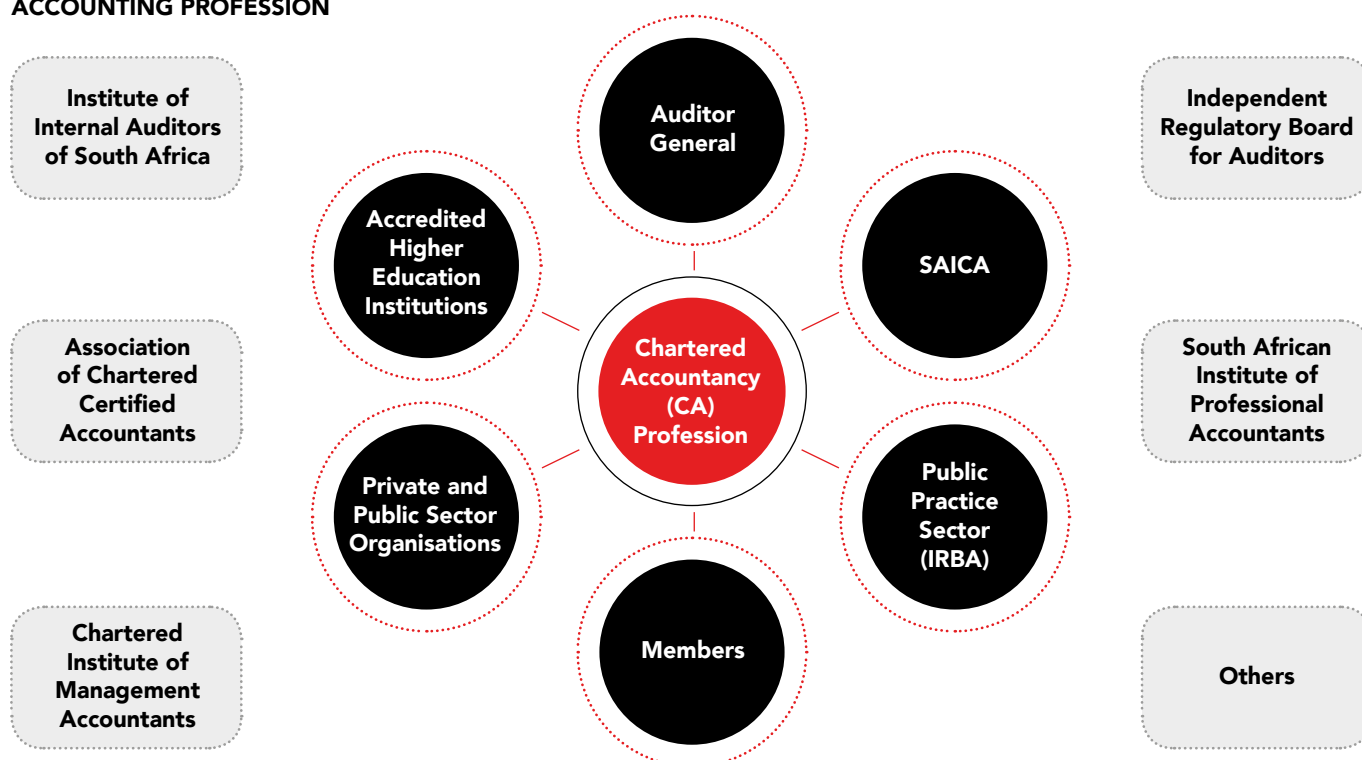 ACCOUNTING PROFESSION
Institute of
Internal Auditors
of South Africa
Auditor
General
Independent
Regulatory Board
for Auditors
Accredited
Higher
Education
Institutions
SAICA
Association
of Chartered
Certified
Accountants
Chartered
Accountancy
(CA)
Profession
South African
Institute of
Professional
Accountants
Private and
Public Sector
Organisations
Public
Practice
Sector
(IRBA)
Chartered
Institute of
Management
Accountants
Members
Others